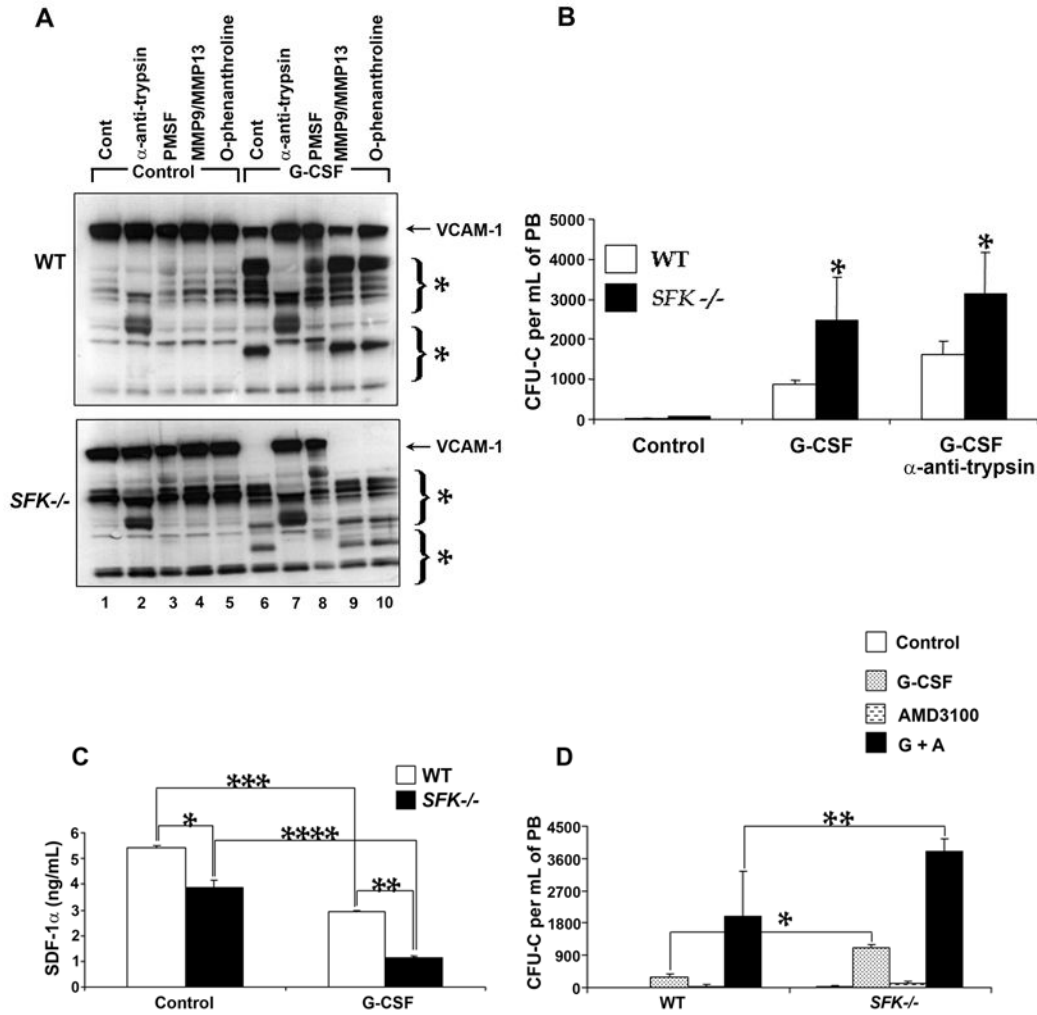 A
Cont
α-anti-trypsin
PMSF
MMP9/MMP13
O-phenanthroline
Cont
α-anti-trypsin
PMSF
MMP9/MMP13
O-phenanthroline
Control
G-CSF
WT
VCAM-1
*
*
SFK-/-
VCAM-1
*
*
1 2 3 4 5 6 7 8 9 10
B
CFU-C per mL of PB
5000
4000
3000
2000
1000
0
WT
SFK-/-
*
*
Control
G-CSF
G-CSF
α-anti-trypsin
C
WT
SFK-/-
***
*
****
**
SDF-1α (ng/mL)
6
5
4
3
2
1
0
Control
G-CSF
Control
G-CSF
AMD3100
G + A
D
**
*
CFU-C per mL of PB
4500
3600
2700
1800
900
0
WT
SFK-/-